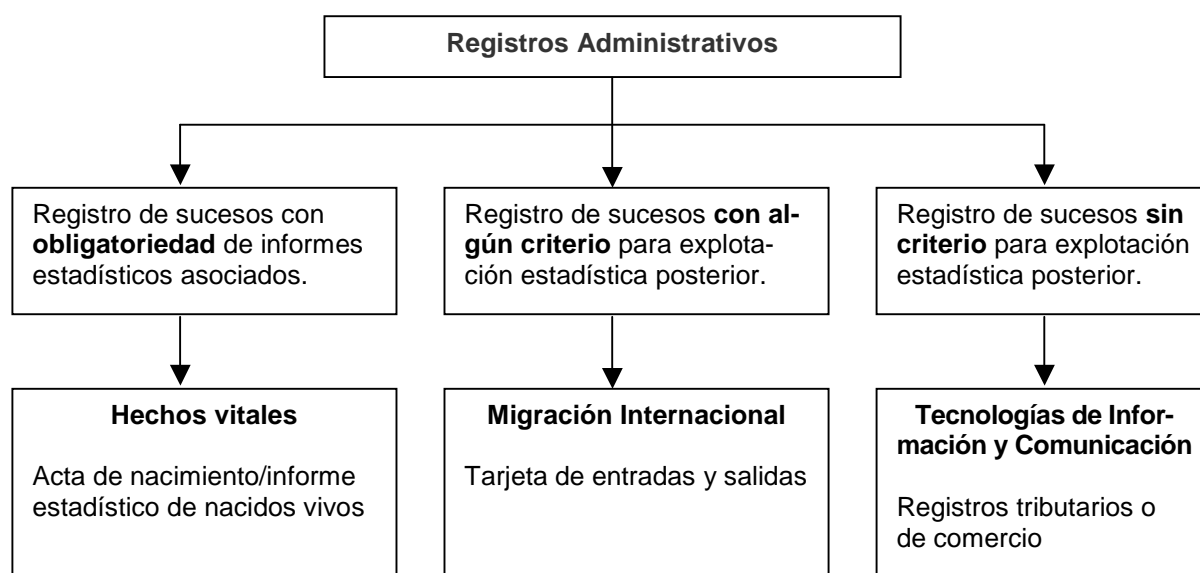 Registros Administrativos
Registro de sucesos con
obligatoriedad de informes
estadísticos asociados.
Registro de sucesos con al-
gún criterio para explota-
ción estadística posterior.
Registro de sucesos sin
criterio para explotación
estadística posterior.
Hechos vitales
Acta de nacimiento/informe
estadístico de nacidos vivos
Migración Internacional
Tarjeta de entradas y salidas
Tecnologías de Infor-
mación y Comunicación
Registros tributarios o
de comercio